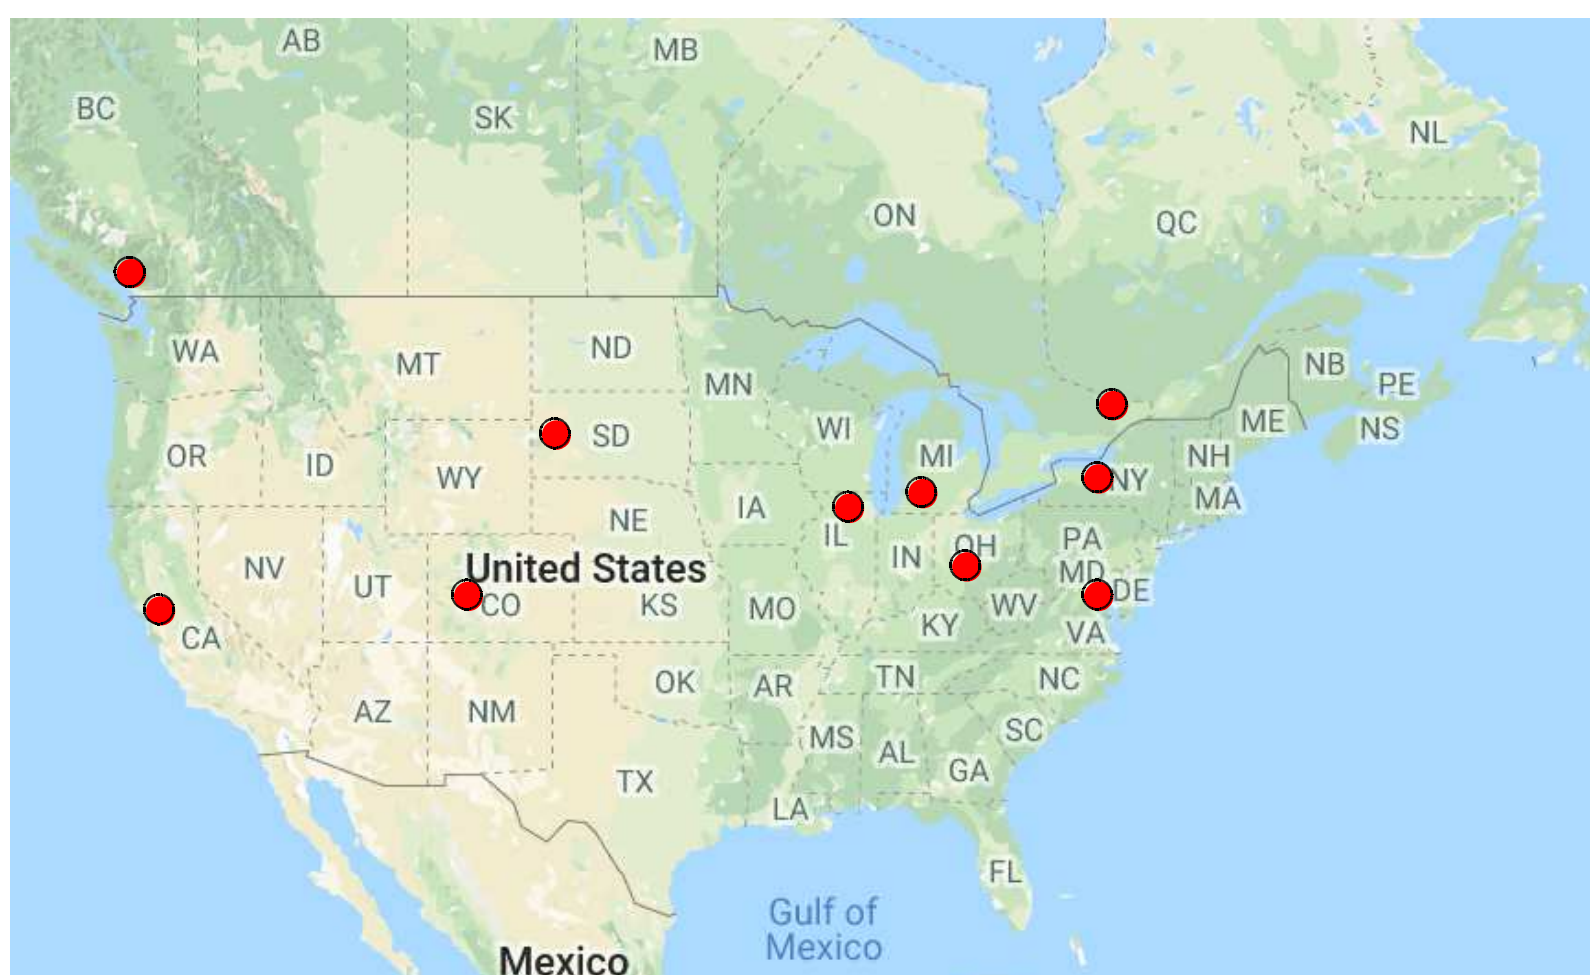 AB
MB
BC
SK
NL
ON
QC
WA
MT
ND
MN
NB
PE
OR
ID
WY
SD
WI
MI
ME
NS
NH
NY
MA
NE
IA
IL
IN
OH
PA
NV
UT
United States
MD
DE
CO
KS
MO
KY
WV
VA
CA
AZ
NM
OK
AR
TN
NC
MS
AL
SC
GA
TX
LA
FL
Gulf of
Mexico
Mexico